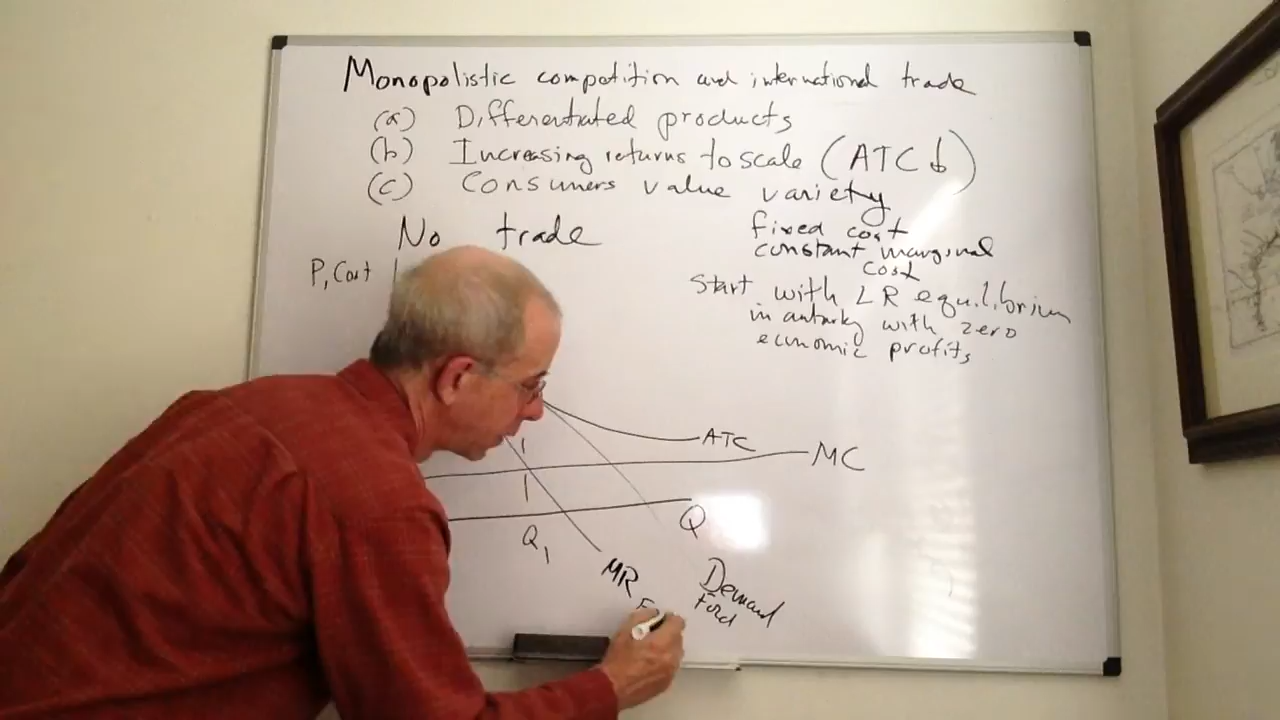 Monopolistic competition and international trade
(a) Differentiated products
(b) Increasing returns to scale (ATC↓)
(c) Consumers value variety
No trade
fixed cost
constant marginal
cost
P, Cost
Start with LR equilibrium
in autarky with zero
economic profits
ATC
MC
Q
Q1
MR
Demand
Ford